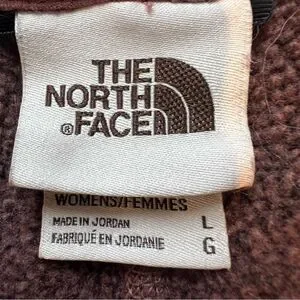 THE
NORTH
®FACE
WOMENS/FEMMES
MADE IN JORDAN L
FABRIQUÉ EN JORDANIE G